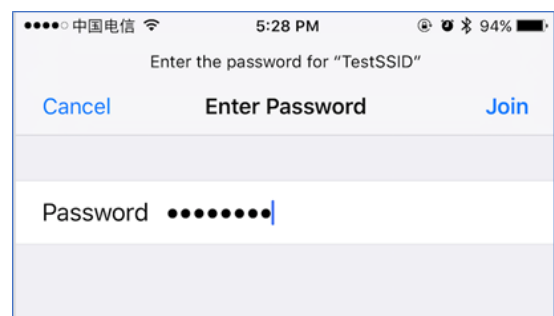 中国电信 5:28 PM 94%
Enter the password for “TestSSID”
Cancel Enter Password Join
Password ••••••••